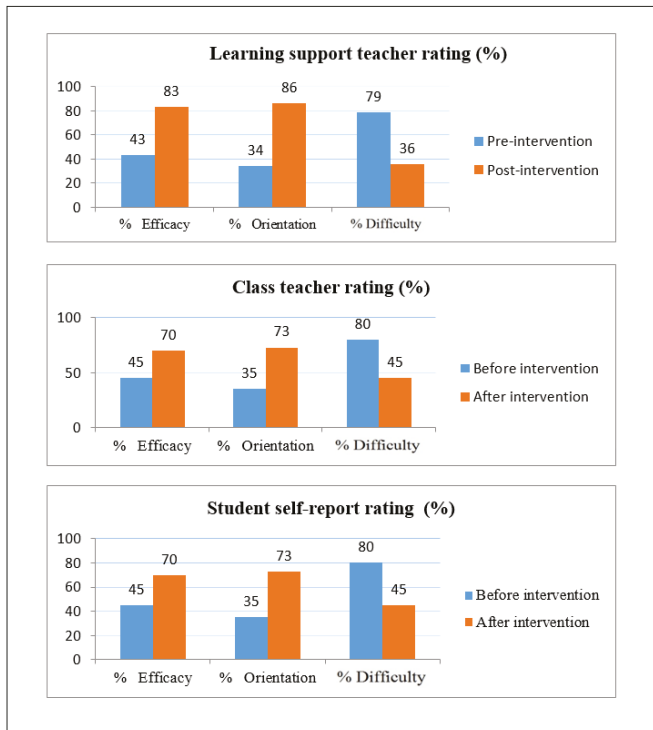 Learning support teacher rating (%)
100
80
60
40
20
0
43
83
34
86
79
36
% Efficacy
% Orientation
% Difficulty
Pre-intervention
Post-intervention
Class teacher rating (%)
100
50
0
45
70
35
73
80
45
% Efficacy
% Orientation
% Difficulty
Before intervention
After intervention
Student self-report rating (%)
100
80
60
40
20
0
45
70
35
73
80
45
% Efficacy
% Orientation
% Difficulty
Before intervention
After intervention